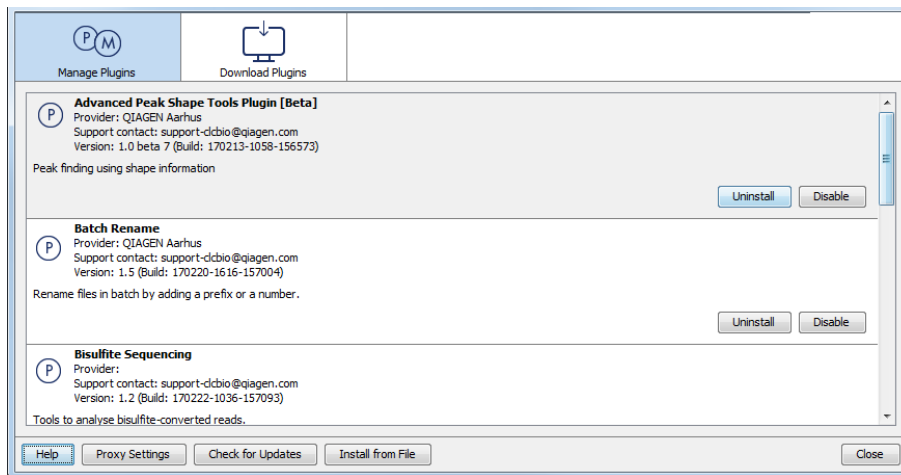 P M
Manage Plugins
Download Plugins
P
Advanced Peak Shape Tools Plugin [Beta]
Provider: QIAGEN Aarhus
Support contact: support-clcbio@qiagen.com
Version: 1.0 beta 7 (Build: 170213-1058-156573)
Peak finding using shape information
Uninstall Disable
P
Batch Rename
Provider: QIAGEN Aarhus
Support contact: support-clcbio@qiagen.com
Version: 1.5 (Build: 170220-1616-157004)
Rename files in batch by adding a prefix or a number.
Uninstall Disable
P
Bisulfite Sequencing
Provider:
Support contact: support-clcbio@qiagen.com
Version: 1.2 (Build: 170222-1036-157093)
Tools to analyse bisulfite-converted reads.
Help Proxy Settings Check for Updates Install from File Close